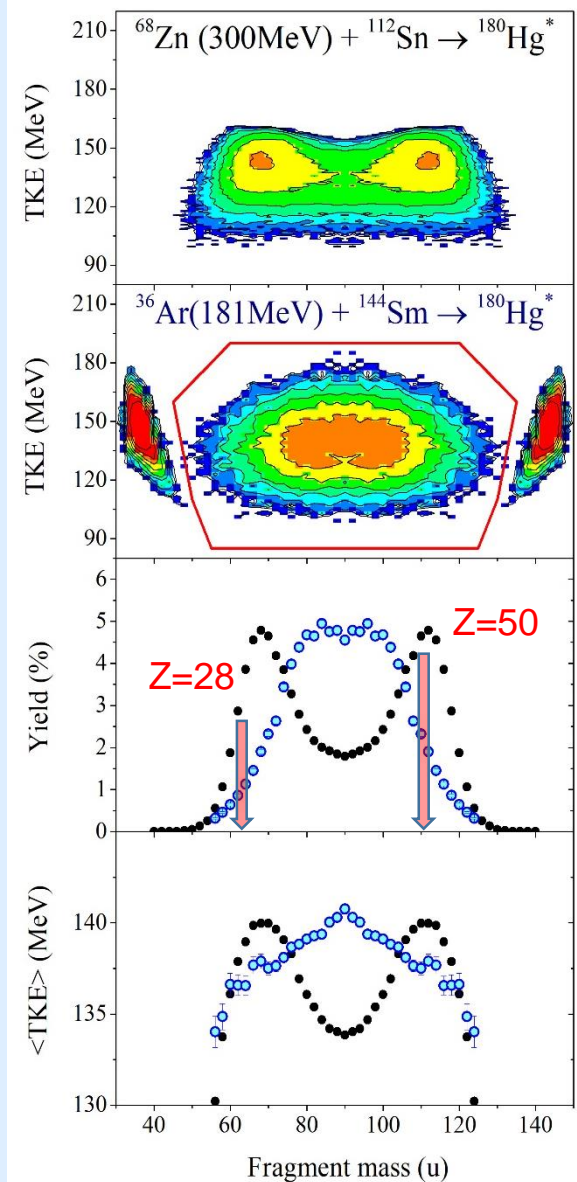 ⁶⁸Zn (300MeV) + ¹¹²Sn → ¹⁸⁰Hg*
TKE (MeV)
210
180
150
120
90
³⁶Ar(181MeV) + ¹⁴⁴Sm → ¹⁸⁰Hg*
TKE (MeV)
210
180
150
120
90
Z=28
Z=50
Yield (%)
6
5
4
3
2
1
0
<TKE> (MeV)
140
135
130
40 60 80 100 120 140
Fragment mass (u)